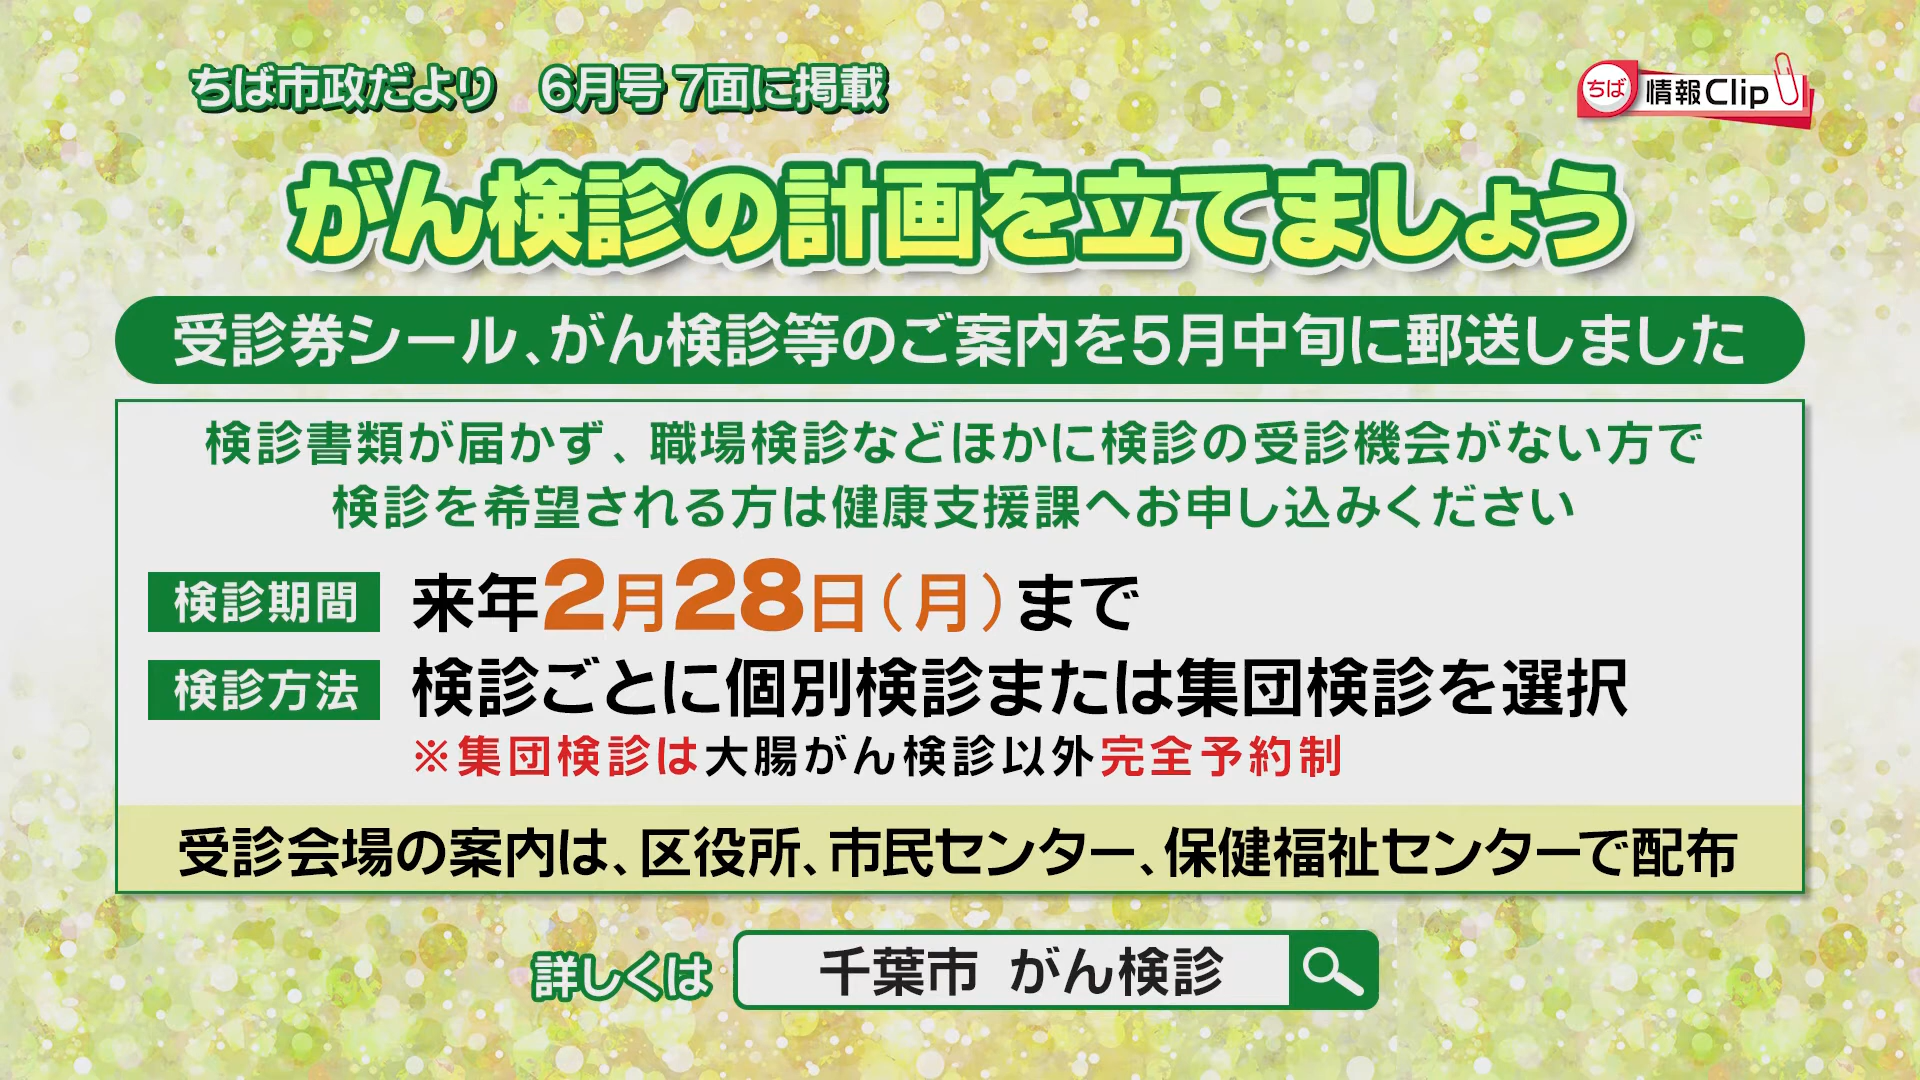 ちば市政だより　6月号 7面に掲載
ちば 情報Clip
がん検診の計画を立てましょう
受診券シール、がん検診等のご案内を5月中旬に郵送しました
検診書類が届かず、職場検診などほかに検診の受診機会がない方で
検診を希望される方は健康支援課へお申し込みください
検診期間 来年2月28日（月）まで
検診方法 検診ごとに個別検診または集団検診を選択
※集団検診は大腸がん検診以外完全予約制
受診会場の案内は、区役所、市民センター、保健福祉センターで配布
詳しくは 千葉市 がん検診